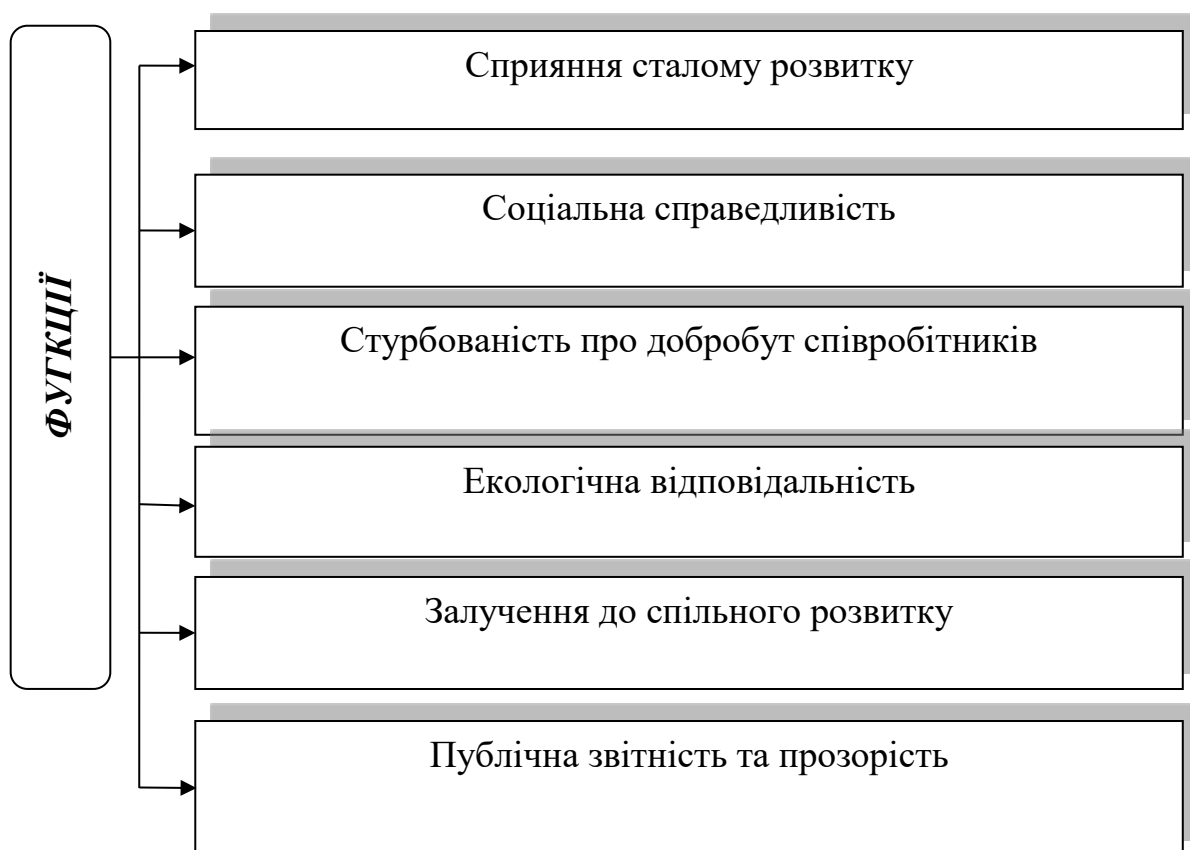 ФУГКЦІЇ
Сприяння сталому розвитку
Соціальна справедливість
Стурбованість про добробут співробітників
Екологічна відповідальність
Залучення до спільного розвитку
Публічна звітність та прозорість